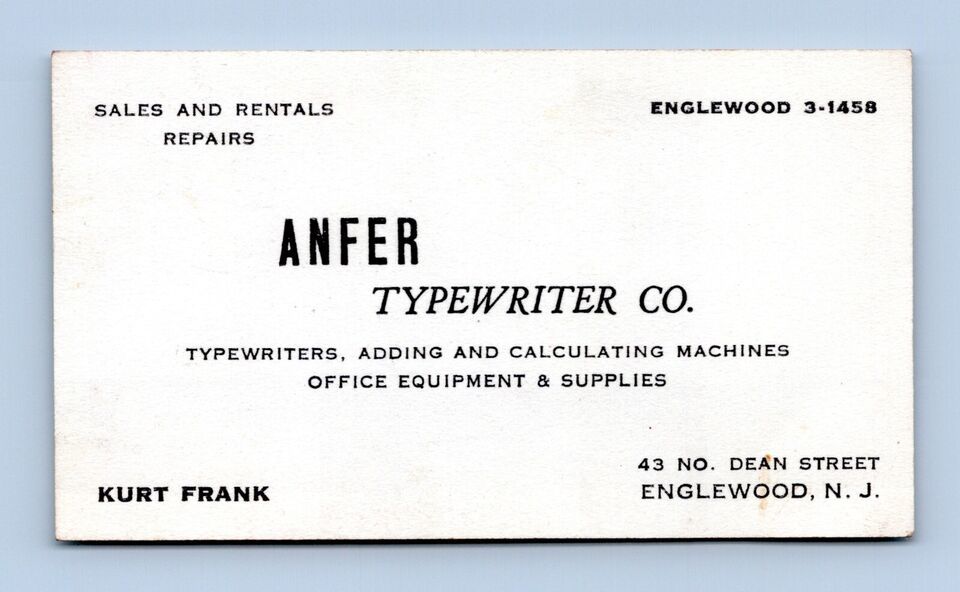 SALES AND RENTALS
REPAIRS
ENGLEWOOD 3-1458
ANFER
TYPEWRITER CO.
TYPEWRITERS, ADDING AND CALCULATING MACHINES
OFFICE EQUIPMENT & SUPPLIES
KURT FRANK
43 NO. DEAN STREET
ENGLEWOOD, N. J.